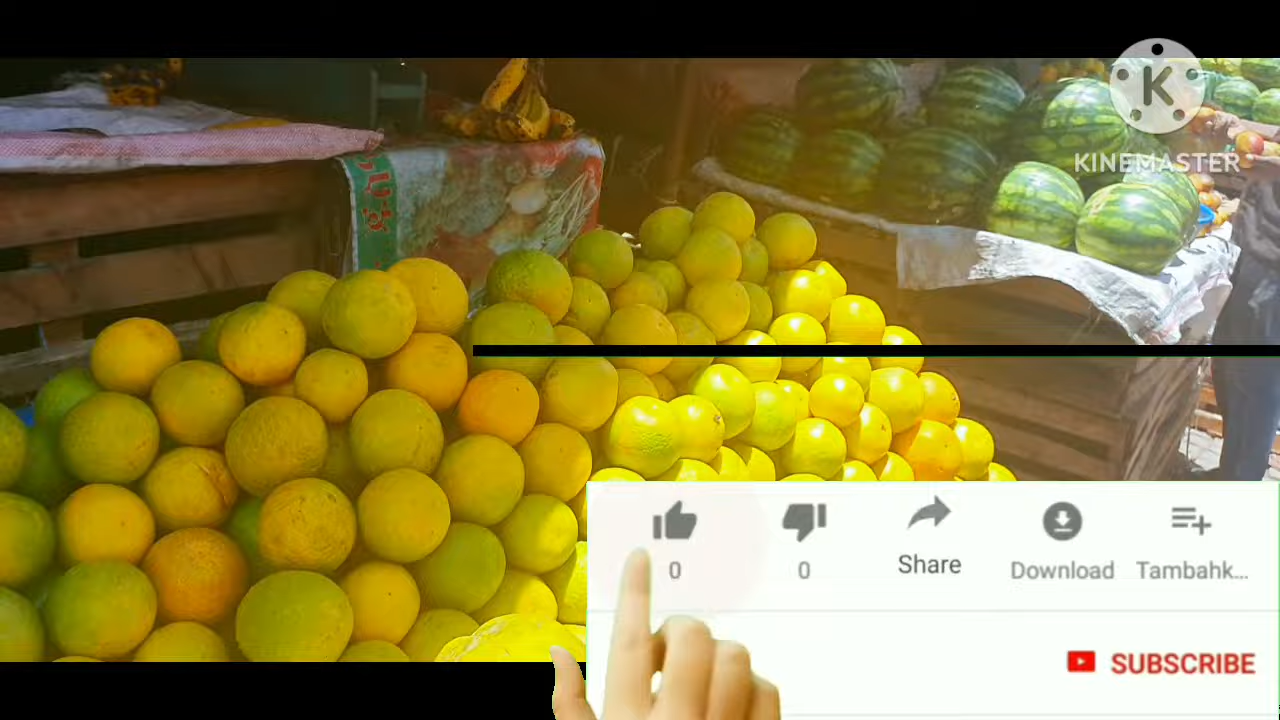 K
KINEMASTER
0
0
Share
Download
Tambahk...
SUBSCRIBE